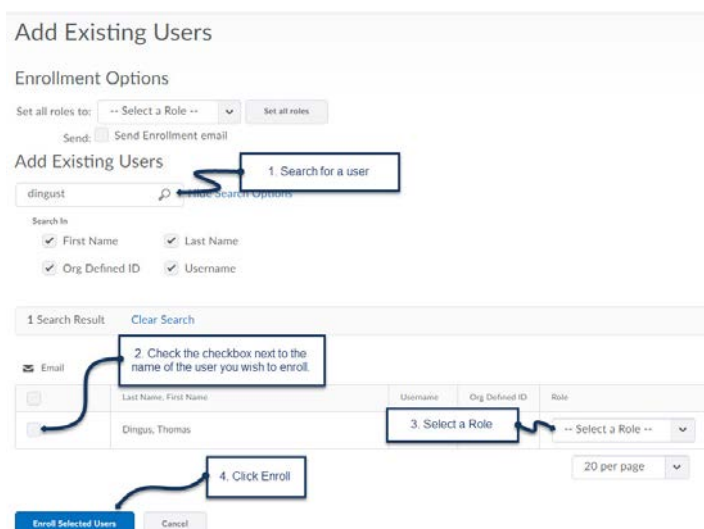 Add Existing Users
Enrollment Options
Set all roles to: -- Select a Role -- Set all roles
Send: Send Enrollment email
Add Existing Users
1. Search for a user
dingust Hide Search Options
Search In
First Name Last Name
Org Defined ID Username
1 Search Result Clear Search
2. Check the checkbox next to the
name of the user you wish to enroll.
Email
Last Name, First Name Username Org Defined ID Role
Dingus, Thomas 3. Select a Role -- Select a Role --
20 per page
4. Click Enroll
Enroll Selected Users Cancel